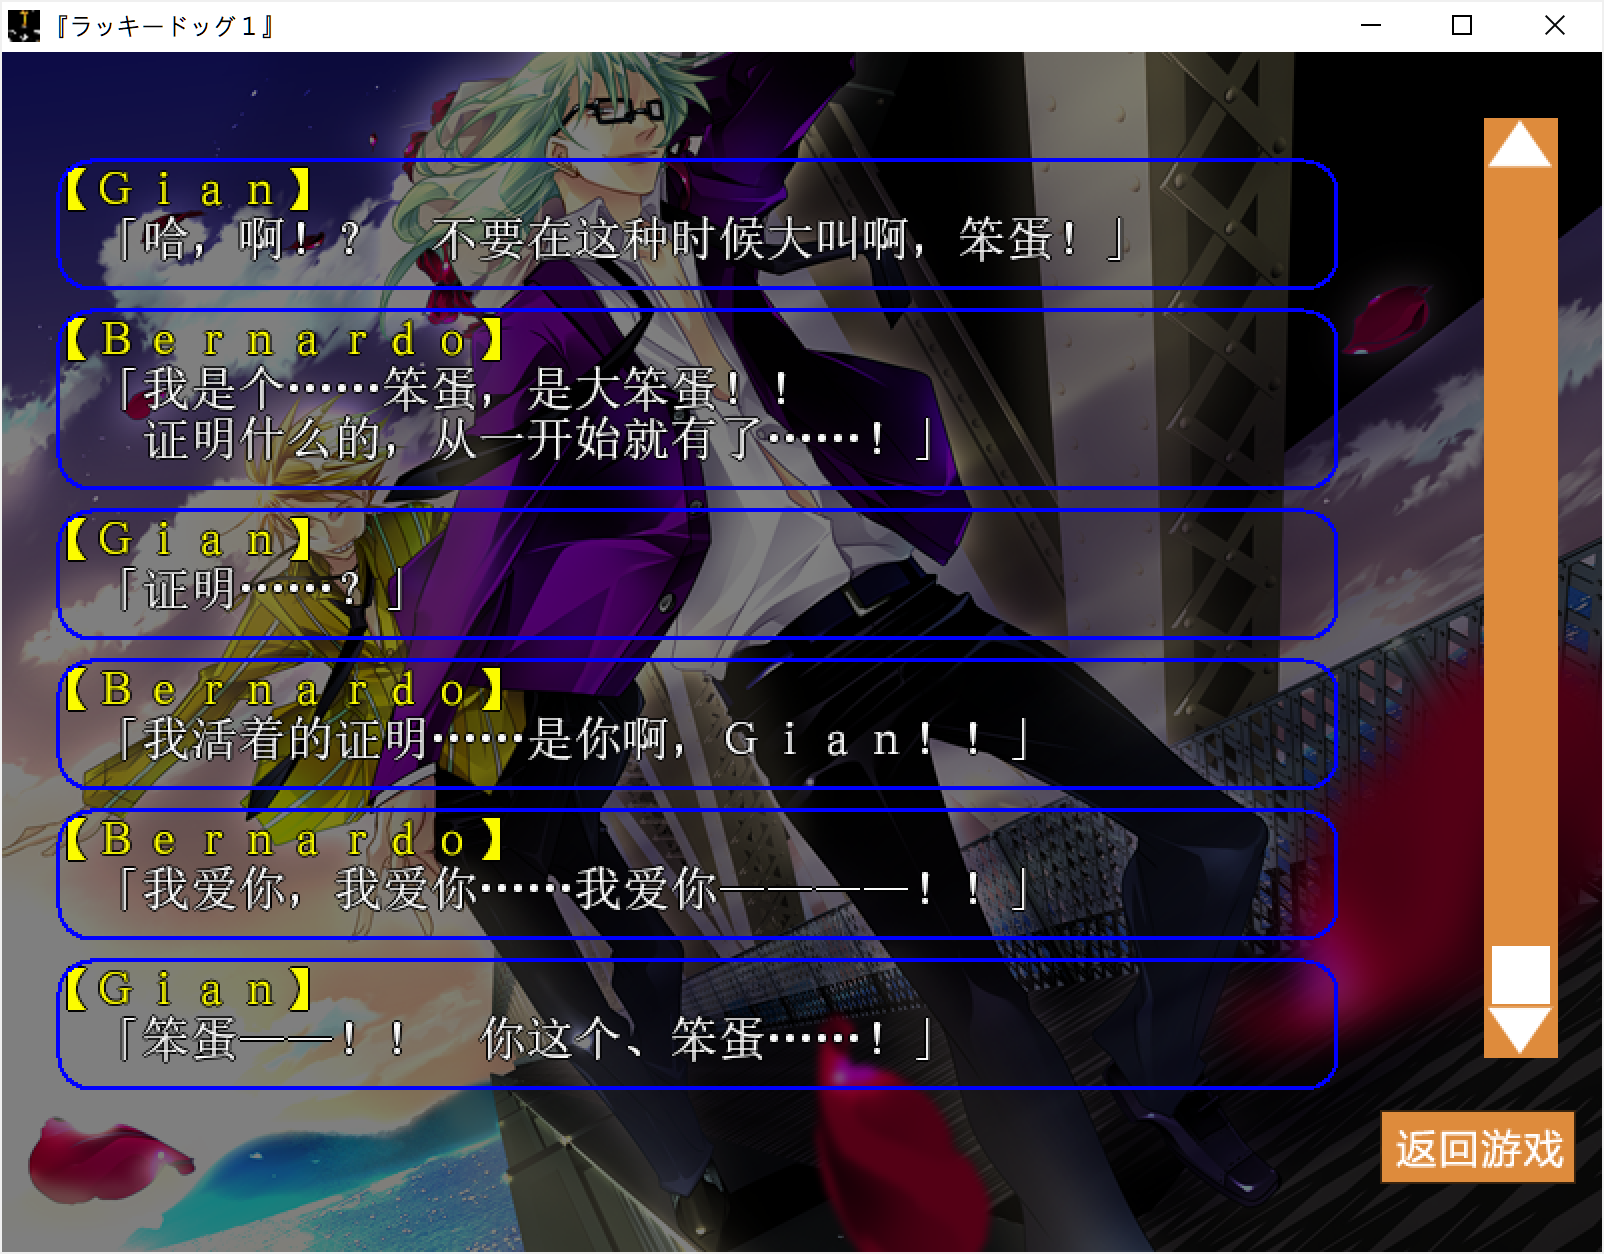 『ラッキードッグ１』
【Ｇｉａｎ】
「哈，啊！？　不要在这种时候大叫啊，笨蛋！」
【Ｂｅｒｎａｒｄｏ】
「我是个……笨蛋，是大笨蛋！！
证明什么的，从一开始就有了……！」
【Ｇｉａｎ】
「证明……？」
【Ｂｅｒｎａｒｄｏ】
「我活着的证明……是你啊，Ｇｉａｎ！！」
【Ｂｅｒｎａｒｄｏ】
「我爱你，我爱你……我爱你————！！」
【Ｇｉａｎ】
「笨蛋——！！　你这个、笨蛋……！」
返回游戏